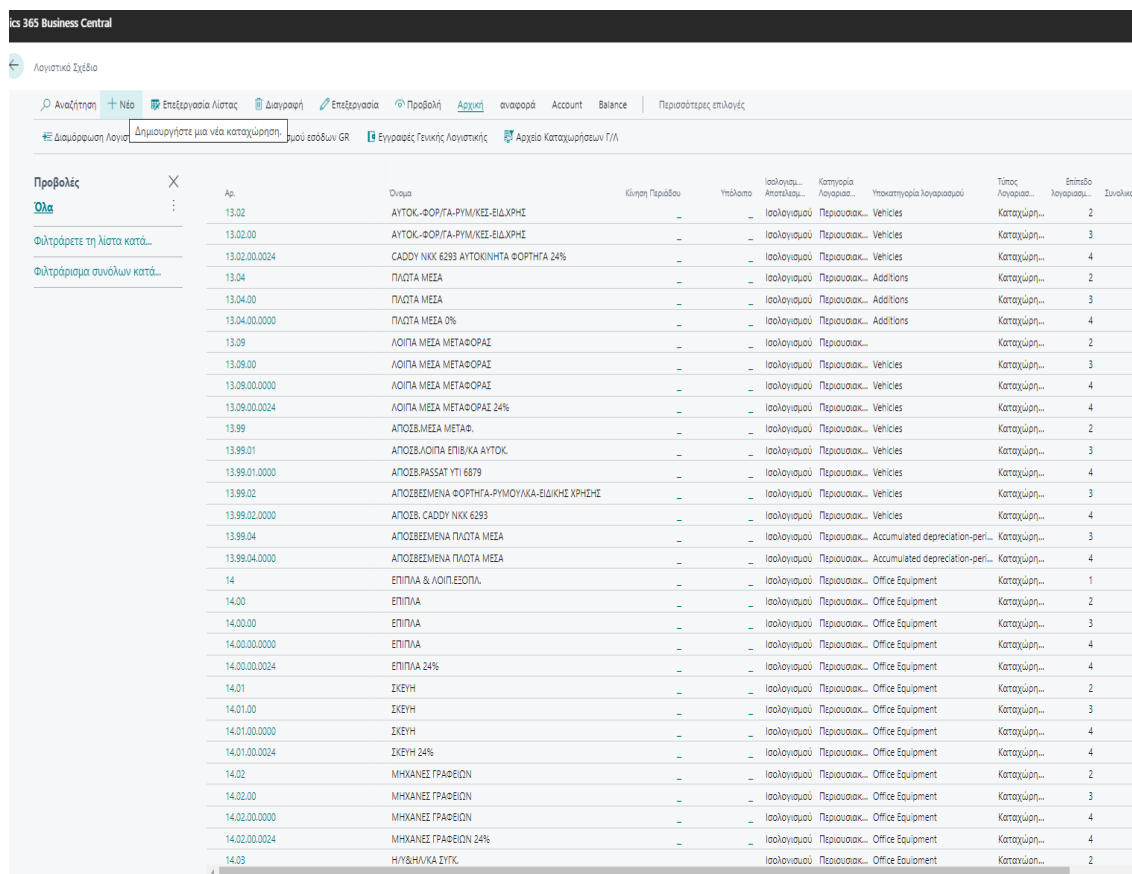 ics 365 Business Central
Λογιστικό Σχέδιο
Αναζήτηση + Νέο Επεξεργασία Λίστας Διαγραφή Επεξεργασία Προβολή Αρχική αναφορά Account Balance Περισσότερες επιλογές
Διαμόρφωση Λογισ Δημιουργήστε μια νέα καταχώρηση. σμού εσόδων GR Εγγραφές Γενικής Λογιστικής Αρχείο Καταχωρήσεων Γ/Λ
Προβολές
Όλα
Φιλτράρετε τη λίστα κατά...
Φιλτράρισμα συνόλων κατά...
Αρ. Όνομα Κίνηση Περιόδου Υπόλοιπο Ισολογισμ... Αποτελεσμ... Κατηγορία Λογαριασ... Υποκατηγορία λογαριασμού Τύπος Λογαριασ... Επίπεδο λογαριασμ... Συνολικ
13.02 ΑΥΤΟΚ.-ΦΟΡ/ΓΑ-ΡΥΜ/ΚΕΣ-ΕΙΔ.ΧΡΗΣ _ _ Ισολογισμού Περιουσιακ... Vehicles Καταχώρη... 2
13.02.00 ΑΥΤΟΚ.-ΦΟΡ/ΓΑ-ΡΥΜ/ΚΕΣ-ΕΙΔ.ΧΡΗΣ _ _ Ισολογισμού Περιουσιακ... Vehicles Καταχώρη... 3
13.02.00.0024 CADDY NKK 6293 ΑΥΤΟΚΙΝΗΤΑ ΦΟΡΤΗΓΑ 24% _ _ Ισολογισμού Περιουσιακ... Vehicles Καταχώρη... 4
13.04 ΠΛΩΤΑ ΜΕΣΑ _ _ Ισολογισμού Περιουσιακ... Additions Καταχώρη... 2
13.04.00 ΠΛΩΤΑ ΜΕΣΑ _ _ Ισολογισμού Περιουσιακ... Additions Καταχώρη... 3
13.04.00.0000 ΠΛΩΤΑ ΜΕΣΑ 0% _ _ Ισολογισμού Περιουσιακ... Additions Καταχώρη... 4
13.09 ΛΟΙΠΑ ΜΕΣΑ ΜΕΤΑΦΟΡΑΣ _ _ Ισολογισμού Περιουσιακ... Καταχώρη... 2
13.09.00 ΛΟΙΠΑ ΜΕΣΑ ΜΕΤΑΦΟΡΑΣ _ _ Ισολογισμού Περιουσιακ... Vehicles Καταχώρη... 3
13.09.00.0000 ΛΟΙΠΑ ΜΕΣΑ ΜΕΤΑΦΟΡΑΣ _ _ Ισολογισμού Περιουσιακ... Vehicles Καταχώρη... 4
13.09.00.0024 ΛΟΙΠΑ ΜΕΣΑ ΜΕΤΑΦΟΡΑΣ 24% _ _ Ισολογισμού Περιουσιακ... Vehicles Καταχώρη... 4
13.99 ΑΠΟΣΒ.ΜΕΣΑ ΜΕΤΑΦ. _ _ Ισολογισμού Περιουσιακ... Vehicles Καταχώρη... 2
13.99.01 ΑΠΟΣΒ.ΛΟΙΠΑ ΕΠΙΒ/ΚΑ ΑΥΤΟΚ. _ _ Ισολογισμού Περιουσιακ... Vehicles Καταχώρη... 3
13.99.01.0000 ΑΠΟΣΒ.PASSAT YTI 6879 _ _ Ισολογισμού Περιουσιακ... Vehicles Καταχώρη... 4
13.99.02 ΑΠΟΣΒΕΣΜΕΝΑ ΦΟΡΤΗΓΑ-ΡΥΜΟΥΛΚΑ-ΕΙΔΙΚΗΣ ΧΡΗΣΗΣ _ _ Ισολογισμού Περιουσιακ... Vehicles Καταχώρη... 3
13.99.02.0000 ΑΠΟΣΒ. CADDY NKK 6293 _ _ Ισολογισμού Περιουσιακ... Vehicles Καταχώρη... 4
13.99.04 ΑΠΟΣΒΕΣΜΕΝΑ ΠΛΩΤΑ ΜΕΣΑ _ _ Ισολογισμού Περιουσιακ... Accumulated depreciation-peri... Καταχώρη... 3
13.99.04.0000 ΑΠΟΣΒΕΣΜΕΝΑ ΠΛΩΤΑ ΜΕΣΑ _ _ Ισολογισμού Περιουσιακ... Accumulated depreciation-peri... Καταχώρη... 4
14 ΕΠΙΠΛΑ & ΛΟΙΠ.ΕΞΟΠΛ. _ _ Ισολογισμού Περιουσιακ... Office Equipment Καταχώρη... 1
14.00 ΕΠΙΠΛΑ _ _ Ισολογισμού Περιουσιακ... Office Equipment Καταχώρη... 2
14.00.00 ΕΠΙΠΛΑ _ _ Ισολογισμού Περιουσιακ... Office Equipment Καταχώρη... 3
14.00.00.0000 ΕΠΙΠΛΑ _ _ Ισολογισμού Περιουσιακ... Office Equipment Καταχώρη... 4
14.00.00.0024 ΕΠΙΠΛΑ 24% _ _ Ισολογισμού Περιουσιακ... Office Equipment Καταχώρη... 4
14.01 ΣΚΕΥΗ _ _ Ισολογισμού Περιουσιακ... Office Equipment Καταχώρη... 2
14.01.00 ΣΚΕΥΗ _ _ Ισολογισμού Περιουσιακ... Office Equipment Καταχώρη... 3
14.01.00.0000 ΣΚΕΥΗ _ _ Ισολογισμού Περιουσιακ... Office Equipment Καταχώρη... 4
14.01.00.0024 ΣΚΕΥΗ 24% _ _ Ισολογισμού Περιουσιακ... Office Equipment Καταχώρη... 4
14.02 ΜΗΧΑΝΕΣ ΓΡΑΦΕΙΩΝ _ _ Ισολογισμού Περιουσιακ... Office Equipment Καταχώρη... 2
14.02.00 ΜΗΧΑΝΕΣ ΓΡΑΦΕΙΩΝ _ _ Ισολογισμού Περιουσιακ... Office Equipment Καταχώρη... 3
14.02.00.0000 ΜΗΧΑΝΕΣ ΓΡΑΦΕΙΩΝ _ _ Ισολογισμού Περιουσιακ... Office Equipment Καταχώρη... 4
14.02.00.0024 ΜΗΧΑΝΕΣ ΓΡΑΦΕΙΩΝ 24% _ _ Ισολογισμού Περιουσιακ... Office Equipment Καταχώρη... 4
14.03 Η/Υ&ΗΛ/ΚΑ ΣΥΓΚ. Ισολογισμού Περιουσιακ... Office Equipment Καταχώρη... 2